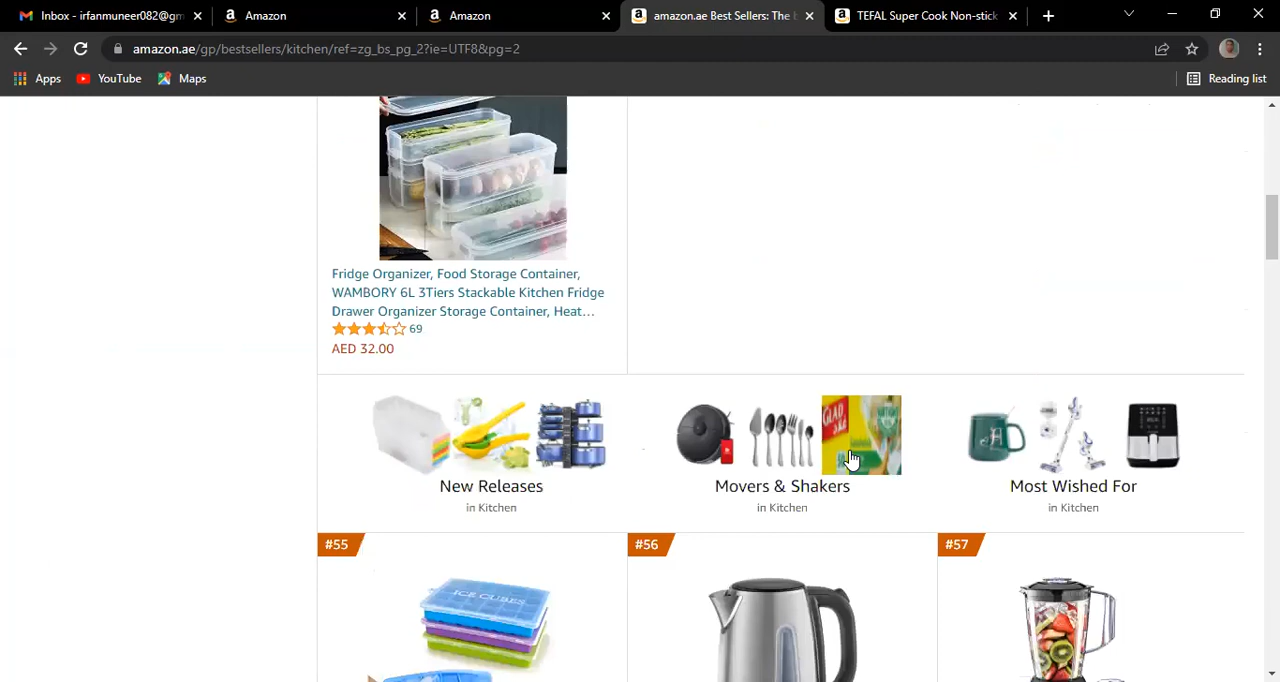 Inbox - irfanmuneer082@gm
Amazon
Amazon
amazon.ae Best Sellers: The
TEFAL Super Cook Non-stick
amazon.ae/gp/bestsellers/kitchen/ref=zg_bs_pg_2?ie=UTF8&pg=2
Apps
YouTube
Maps
Reading list
Fridge Organizer, Food Storage Container,
WAMBORY 6L 3Tiers Stackable Kitchen Fridge
Drawer Organizer Storage Container, Heat…
69
AED 32.00
GLAD
New Releases
in Kitchen
Movers & Shakers
in Kitchen
Most Wished For
in Kitchen
#55
#56
#57
ICE CUBES